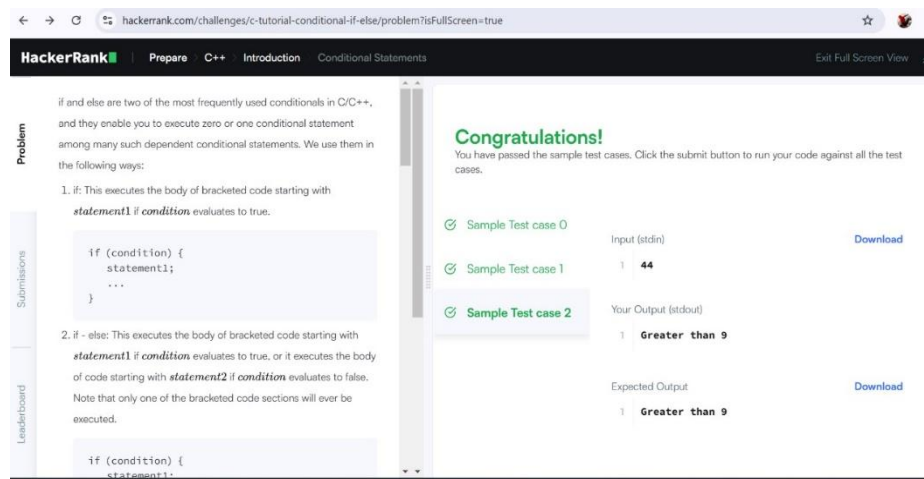 hackerrank.com/challenges/c-tutorial-conditional-if-else/problem?isFullScreen=true
HackerRank
Prepare
C++
Introduction
Conditional Statements
Exit Full Screen View
Problem
Submissions
Leaderboard
if and else are two of the most frequently used conditionals in C/C++,
and they enable you to execute zero or one conditional statement
among many such dependent conditional statements. We use them in
the following ways:
1. if: This executes the body of bracketed code starting with
statement1 if condition evaluates to true.
if (condition) {
statement1;
...
}
2. if - else: This executes the body of bracketed code starting with
statement1 if condition evaluates to true, or it executes the body
of code starting with statement2 if condition evaluates to false.
Note that only one of the bracketed code sections will ever be
executed.
if (condition) {
statement1;
Congratulations!
You have passed the sample test cases. Click the submit button to run your code against all the test
cases.
Sample Test case 0
Sample Test case 1
Sample Test case 2
Input (stdin)
Download
1 44
Your Output (stdout)
1 Greater than 9
Expected Output
Download
1 Greater than 9